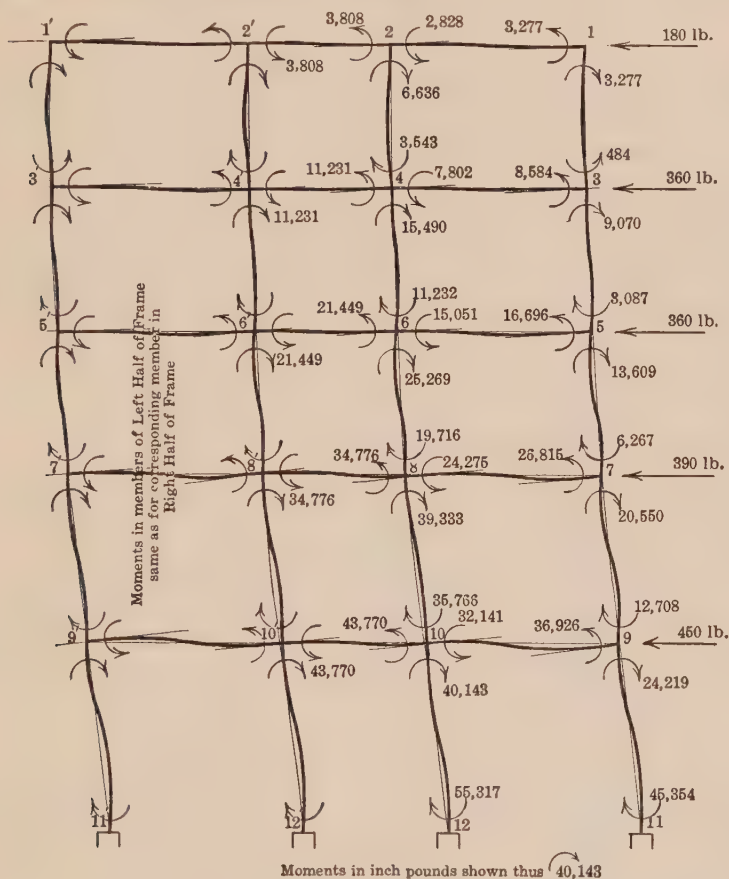 1′ 2′ 3,808 2 2,828 3,277 1 180 lb.
3,808 6,636 3,277
3,543 484
3′ 4′ 11,231 4 7,802 8,584 3 360 lb.
11,231 15,490 9,070
11,232 3,087
5′ 6′ 21,449 6 15,051 16,696 5 360 lb.
21,449 25,269 13,609
19,716 6,267
7′ 8′ 34,776 8 24,275 7 390 lb.
34,776 39,333 20,550
Moments in members of Left Half of Frame
same as for corresponding member in
Right Half of Frame
12,708
9′ 10′ 43,770 10 32,141 36,926 9 450 lb.
43,770 40,143 24,219
55,317 45,354
11 12 12 11
Moments in inch pounds shown thus 40,143